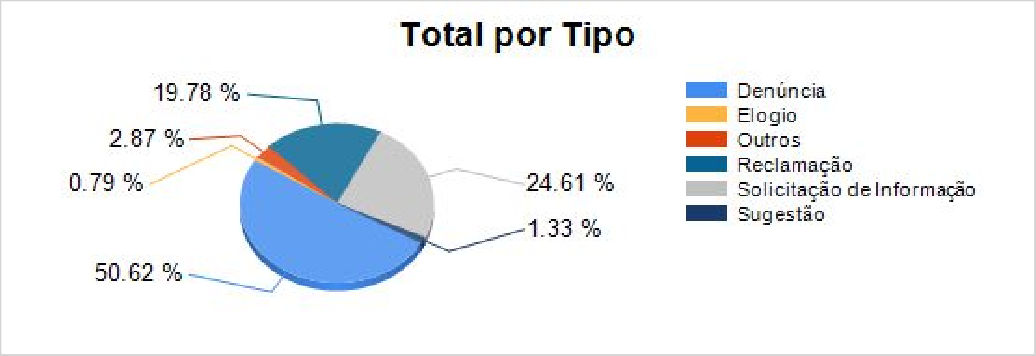 Total por Tipo
19.78 %
2.87 %
0.79 %
50.62 %
24.61 %
1.33 %
Denúncia
Elogio
Outros
Reclamação
Solicitação de Informação
Sugestão